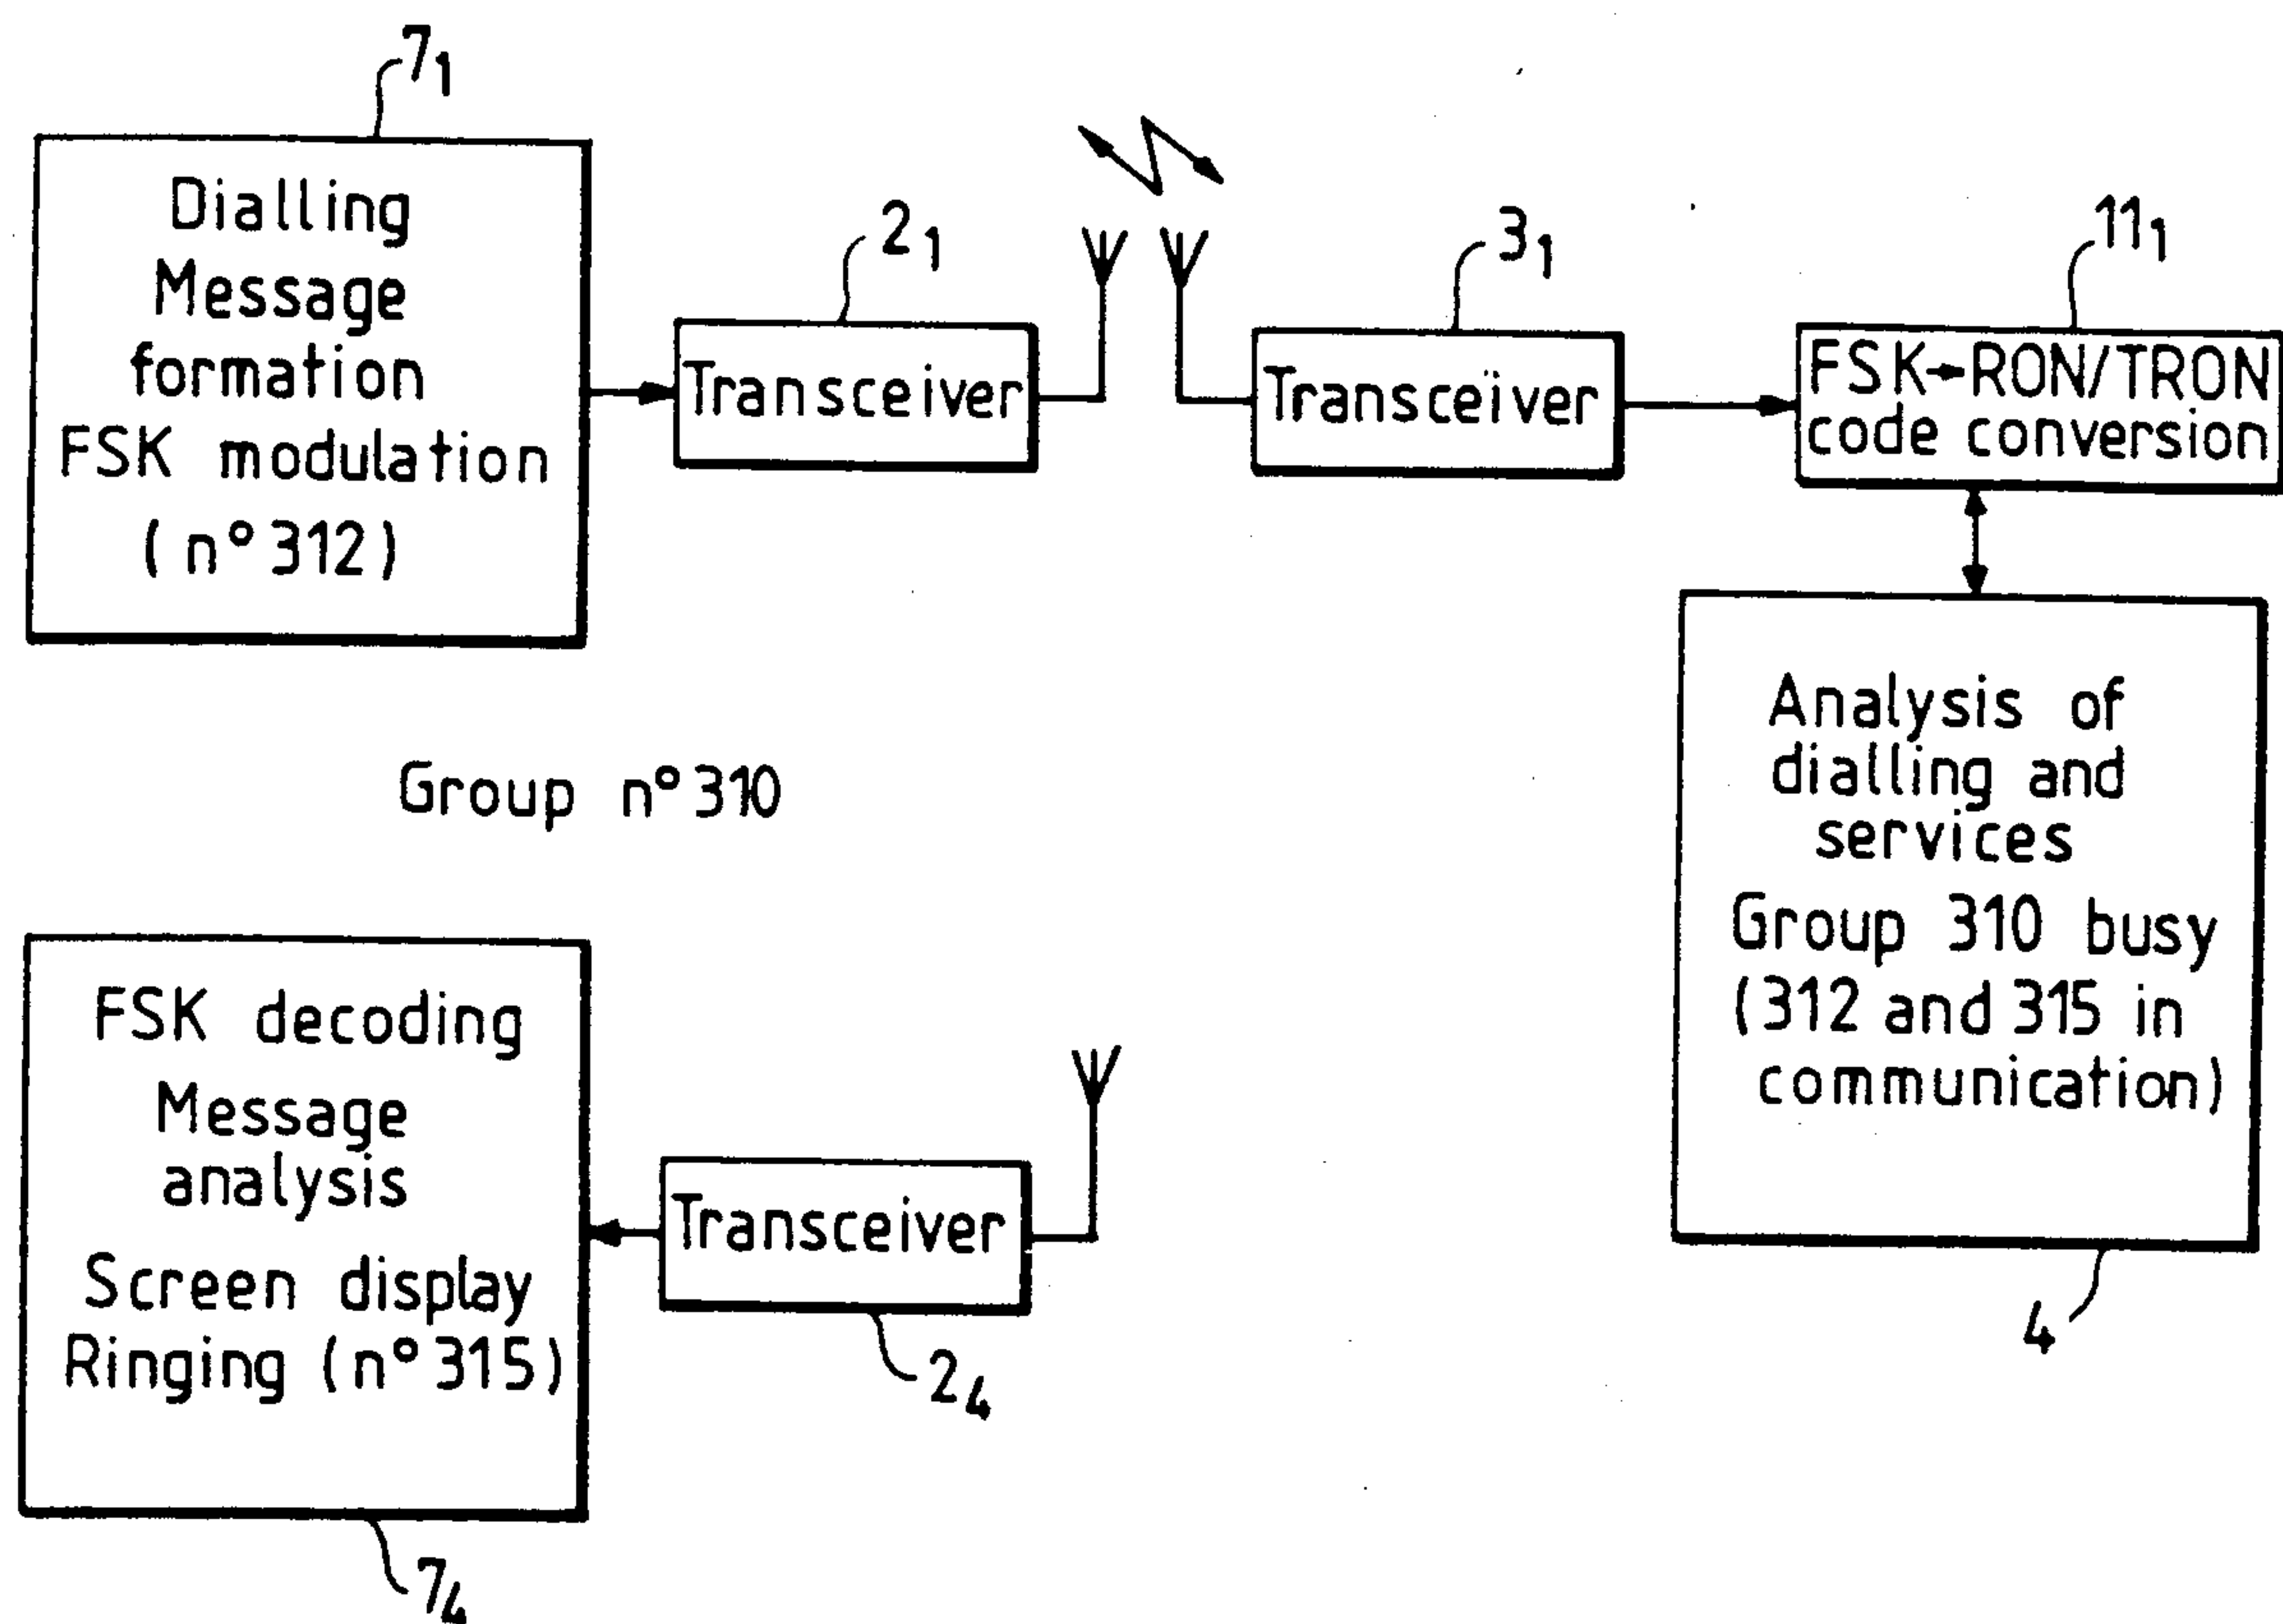 7₁
Dialling
Message
formation
FSK modulation
(n°312)
2₁
Transceiver
3₁
Transceiver
11₁
FSK→RON/TRON
code conversion
Group n°310
Analysis of
dialling and
services
Group 310 busy
(312 and 315 in
communication)
4
FSK decoding
Message
analysis
Screen display
Ringing (n°315)
7₄
Transceiver
2₄